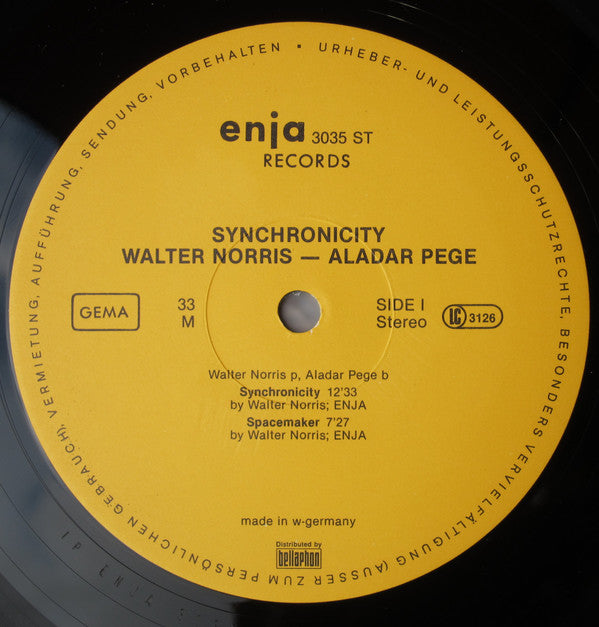 URHEBER- UND LEISTUNGSSCHUTZRECHTE, BESONDERS VERVIELFÄLTIGUNG (AUSSER ZUM PERSÖNLICHEN GEBRAUCH), VERMIETUNG, AUFFÜHRUNG, SENDUNG, VORBEHALTEN •
enja 3035 ST
RECORDS
SYNCHRONICITY
WALTER NORRIS — ALADAR PEGE
GEMA
33
M
SIDE I
Stereo
LC 3126
Walter Norris p, Aladar Pege b
Synchronicity 12'33
by Walter Norris; ENJA
Spacemaker 7'27
by Walter Norris; ENJA
made in w-germany
Distributed by
bellaphon